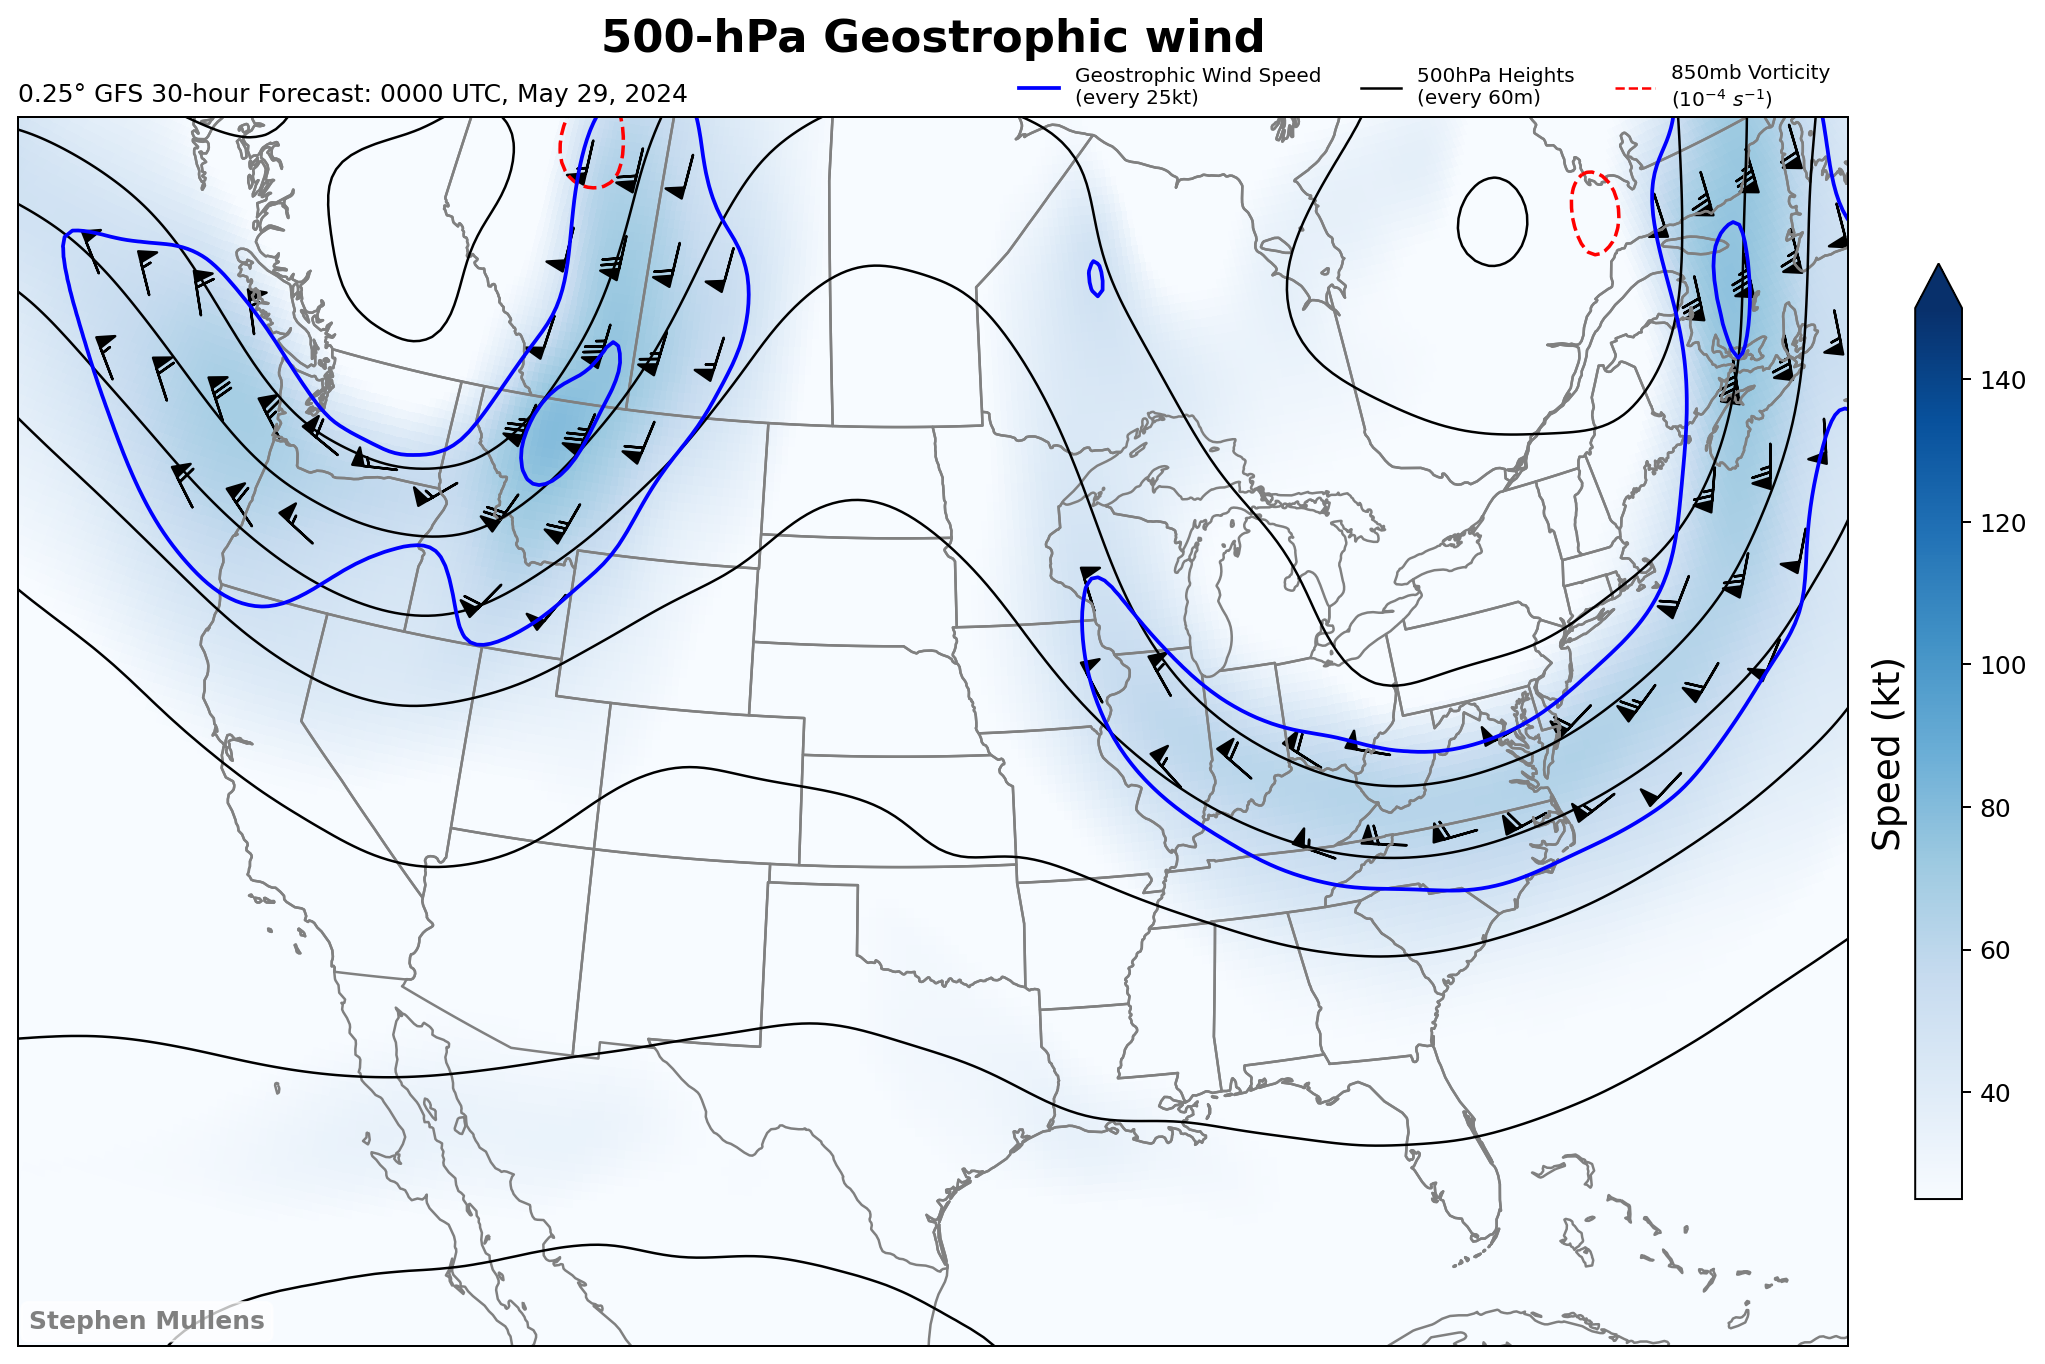 500-hPa Geostrophic wind
0.25° GFS 30-hour Forecast: 0000 UTC, May 29, 2024
Geostrophic Wind Speed
(every 25kt)
500hPa Heights
(every 60m)
850mb Vorticity
(10⁻⁴ s⁻¹)
140
120
100
80
60
40
Speed (kt)
Stephen Mullens